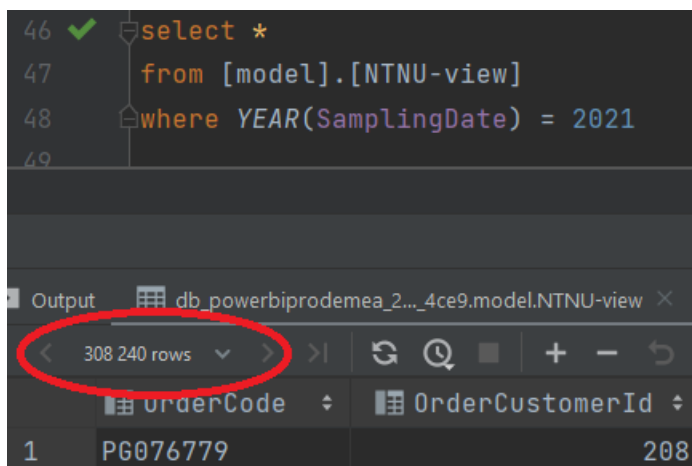 46 select *
47 from [model].[NTNU-view]
48 where YEAR(SamplingDate) = 2021
49
Output db_powerbiprodemea_2..._4ce9.model.NTNU-view
308 240 rows
OrderCode OrderCustomerId
1 PG076779 208